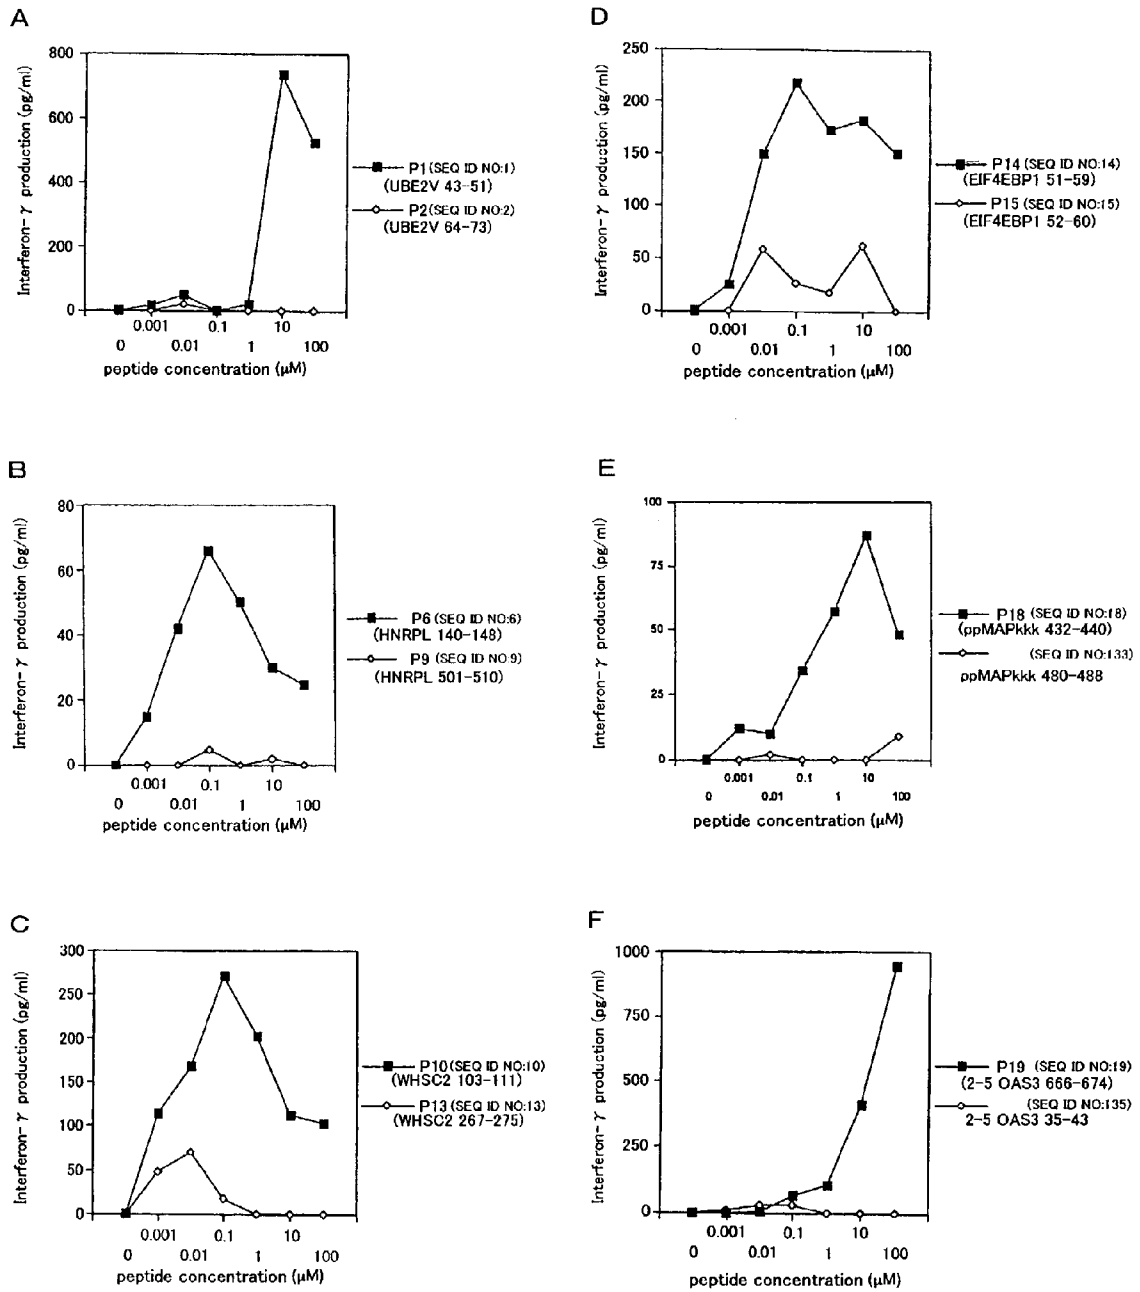 A
Interferon-γ production (pg/ml)
800
600
400
200
0
0.001 0.1 10
0 0.01 1 100
peptide concentration (μM)
P1 (SEQ ID NO:1)
(UBE2V 43-51)
P2 (SEQ ID NO:2)
(UBE2V 64-73)
D
Interferon-γ production (pg/ml)
250
200
150
100
50
0
0.001 0.1 10
0 0.01 1 100
peptide concentration (μM)
P14 (SEQ ID NO:14)
(EIF4EBP1 51-59)
P15 (SEQ ID NO:15)
(EIF4EBP1 52-60)
B
Interferon-γ production (pg/ml)
80
60
40
20
0
0.001 0.1 10
0 0.01 1 100
peptide concentration (μM)
P6 (SEQ ID NO:6)
(HNRPL 140-148)
P9 (SEQ ID NO:9)
(HNRPL 501-510)
E
Interferon-γ production (pg/ml)
100
75
50
25
0
0.001 0.1 10
0 0.01 1 100
peptide concentration (μM)
P18 (SEQ ID NO:18)
(ppMAPkkk 432-440)
(SEQ ID NO:133)
ppMAPkkk 480-488
C
Interferon-γ production (pg/ml)
300
250
200
150
100
50
0
0.001 0.1 10
0 0.01 1 100
peptide concentration (μM)
P10 (SEQ ID NO:10)
(WHSC2 103-111)
P13 (SEQ ID NO:13)
(WHSC2 267-275)
F
Interferon-γ production (pg/ml)
1000
750
500
250
0
0.001 0.1 10
0 0.01 1 100
peptide concentration (μM)
P19 (SEQ ID NO:19)
(2-5 OAS3 666-674)
(SEQ ID NO:135)
2-5 OAS3 35-43